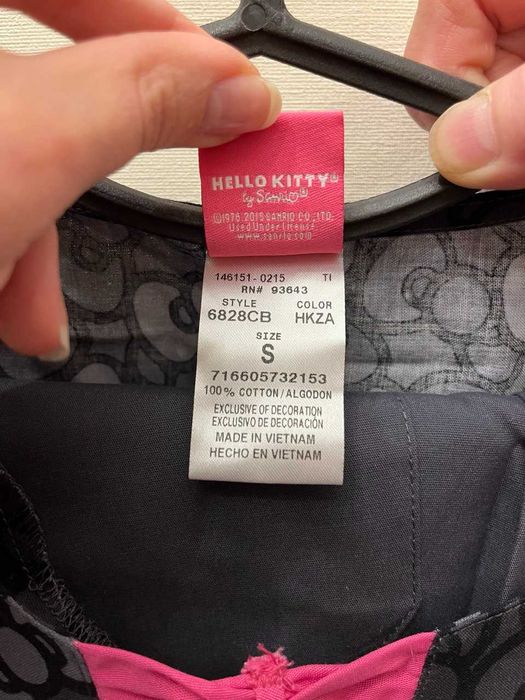 HELLO KITTY®
by Sanrio®
©1976, 2015 SANRIO CO., LTD.
Used Under License
www.sanrio.com
146151-0215 TI
RN# 93643
STYLE COLOR
6828CB HKZA
SIZE
S
716605732153
100% COTTON/ALGODON
EXCLUSIVE OF DECORATION
EXCLUSIVO DE DECORACIÓN
MADE IN VIETNAM
HECHO EN VIETNAM